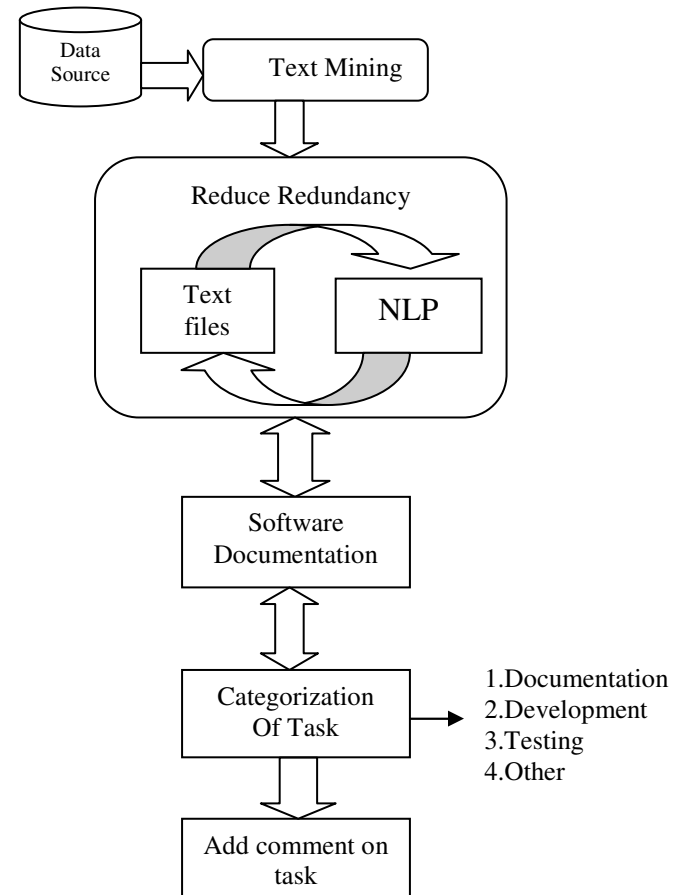 Data
Source
Text Mining
Reduce Redundancy
Text
files
NLP
Software
Documentation
Categorization
Of Task
1.Documentation
2.Development
3.Testing
4.Other
Add comment on
task